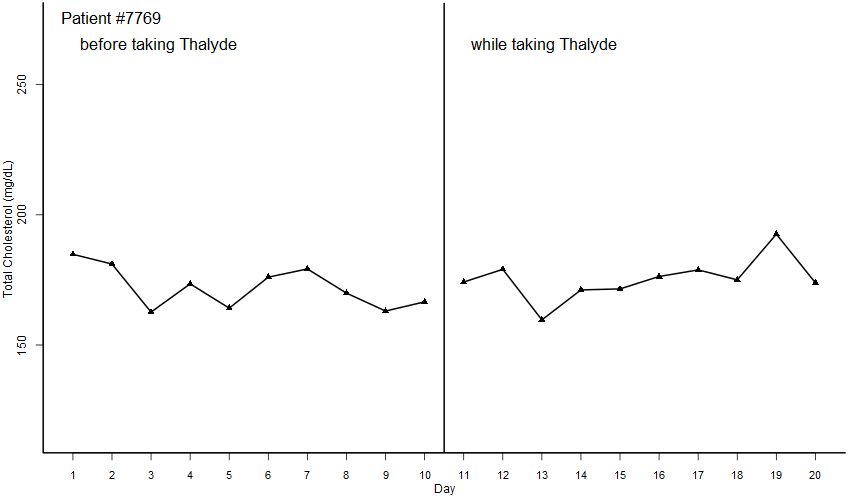 Patient #7769
before taking Thalyde
while taking Thalyde
250
200
150
Total Cholesterol (mg/dL)
1 2 3 4 5 6 7 8 9 10 11 12 13 14 15 16 17 18 19 20
Day